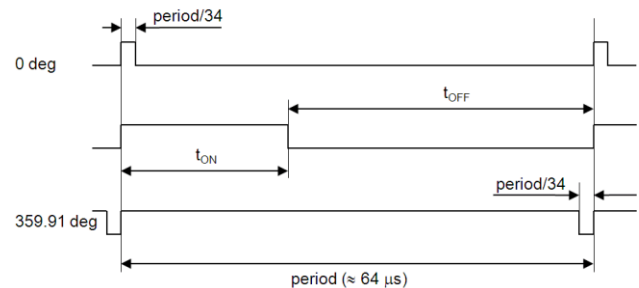 period/34
0 deg
tOFF
tON
period/34
359.91 deg
period (≈ 64 μs)